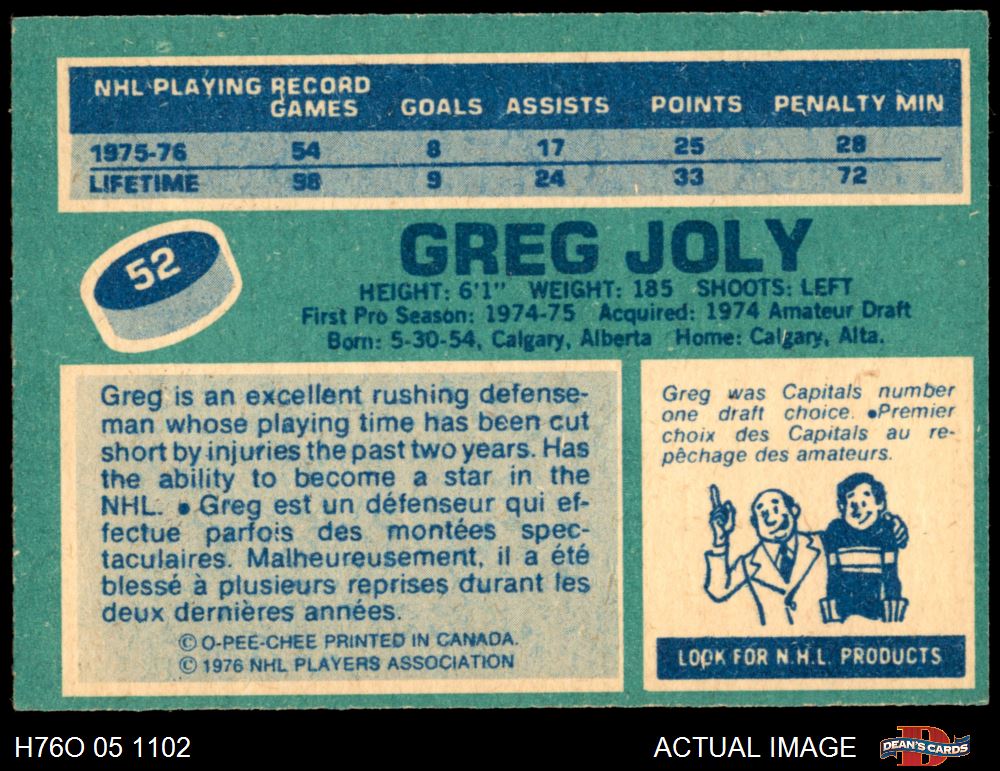 NHL PLAYING RECORD
GAMES GOALS ASSISTS POINTS PENALTY MIN
1975-76 54 8 17 25 28
LIFETIME 98 9 24 33 72
52
GREG JOLY
HEIGHT: 6'1" WEIGHT: 185 SHOOTS: LEFT
First Pro Season: 1974-75 Acquired: 1974 Amateur Draft
Born: 5-30-54, Calgary, Alberta Home: Calgary, Alta.
Greg is an excellent rushing defense-
man whose playing time has been cut
short by injuries the past two years. Has
the ability to become a star in the
NHL. • Greg est un défenseur qui ef-
fectue parfois des montées spec-
taculaires. Malheureusement, il a été
blessé à plusieurs reprises durant les
deux dernières années.
© O-PEE-CHEE PRINTED IN CANADA.
© 1976 NHL PLAYERS ASSOCIATION
Greg was Capitals number
one draft choice. •Premier
choix des Capitals au re-
pêchage des amateurs.
LOOK FOR N.H.L. PRODUCTS
H76O 05 1102
ACTUAL IMAGE
D
DEAN'S CARDS